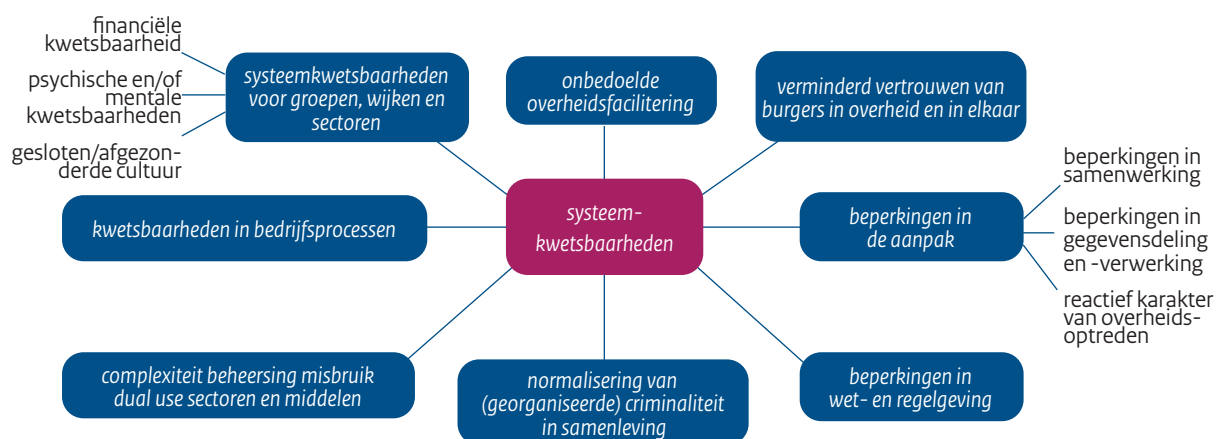 financiële
kwetsbaarheid
psychische en/of
mentale
kwetsbaarheden
gesloten/afgezon-
derde cultuur
systeemkwetsbaarheden
voor groepen, wijken en
sectoren
onbedoelde
overheidsfacilitering
verminderd vertrouwen van
burgers in overheid en in elkaar
kwetsbaarheden in bedrijfsprocessen
systeem-
kwetsbaarheden
beperkingen in
de aanpak
beperkingen in
samenwerking
beperkingen in
gegevensdeling
en -verwerking
reactief karakter
van overheids-
optreden
complexiteit beheersing misbruik
dual use sectoren en middelen
normalisering van
(georganiseerde) criminaliteit
in samenleving
beperkingen in
wet- en regelgeving